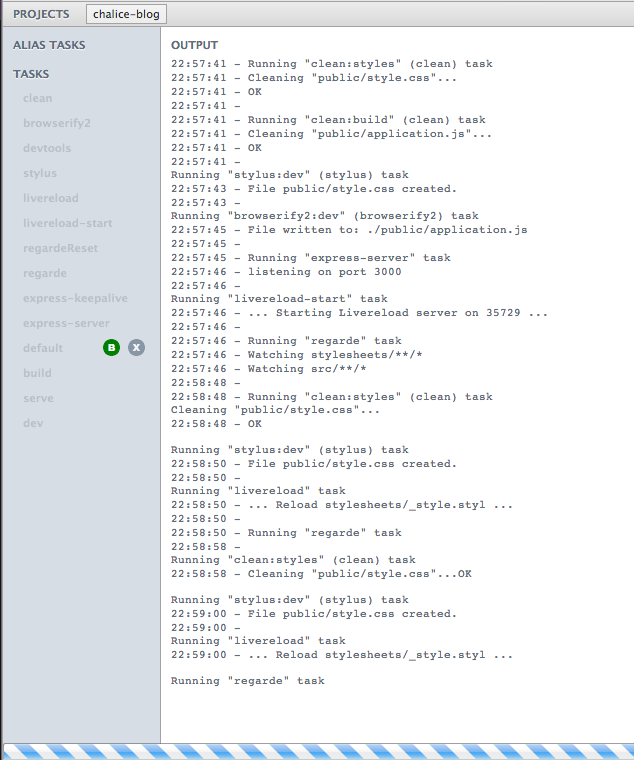 PROJECTS chalice-blog
ALIAS TASKS
TASKS
clean
browserify2
devtools
stylus
livereload
livereload-start
regardeReset
regarde
express-keepalive
express-server
default B X
build
serve
dev
OUTPUT
22:57:41 - Running "clean:styles" (clean) task
22:57:41 - Cleaning "public/style.css"...
22:57:41 - OK
22:57:41 -
22:57:41 - Running "clean:build" (clean) task
22:57:41 - Cleaning "public/application.js"...
22:57:41 - OK
22:57:41 -
Running "stylus:dev" (stylus) task
22:57:43 - File public/style.css created.
22:57:43 -
Running "browserify2:dev" (browserify2) task
22:57:45 - File written to: ./public/application.js
22:57:45 -
22:57:45 - Running "express-server" task
22:57:46 - listening on port 3000
22:57:46 -
Running "livereload-start" task
22:57:46 - ... Starting Livereload server on 35729 ...
22:57:46 -
22:57:46 - Running "regarde" task
22:57:46 - Watching stylesheets/**/*
22:57:46 - Watching src/**/*
22:58:48 -
22:58:48 - Running "clean:styles" (clean) task
Cleaning "public/style.css"...
22:58:48 - OK
Running "stylus:dev" (stylus) task
22:58:50 - File public/style.css created.
22:58:50 -
Running "livereload" task
22:58:50 - ... Reload stylesheets/_style.styl ...
22:58:50 -
22:58:50 - Running "regarde" task
22:58:58 -
Running "clean:styles" (clean) task
22:58:58 - Cleaning "public/style.css"...OK
Running "stylus:dev" (stylus) task
22:59:00 - File public/style.css created.
22:59:00 -
Running "livereload" task
22:59:00 - ... Reload stylesheets/_style.styl ...
Running "regarde" task